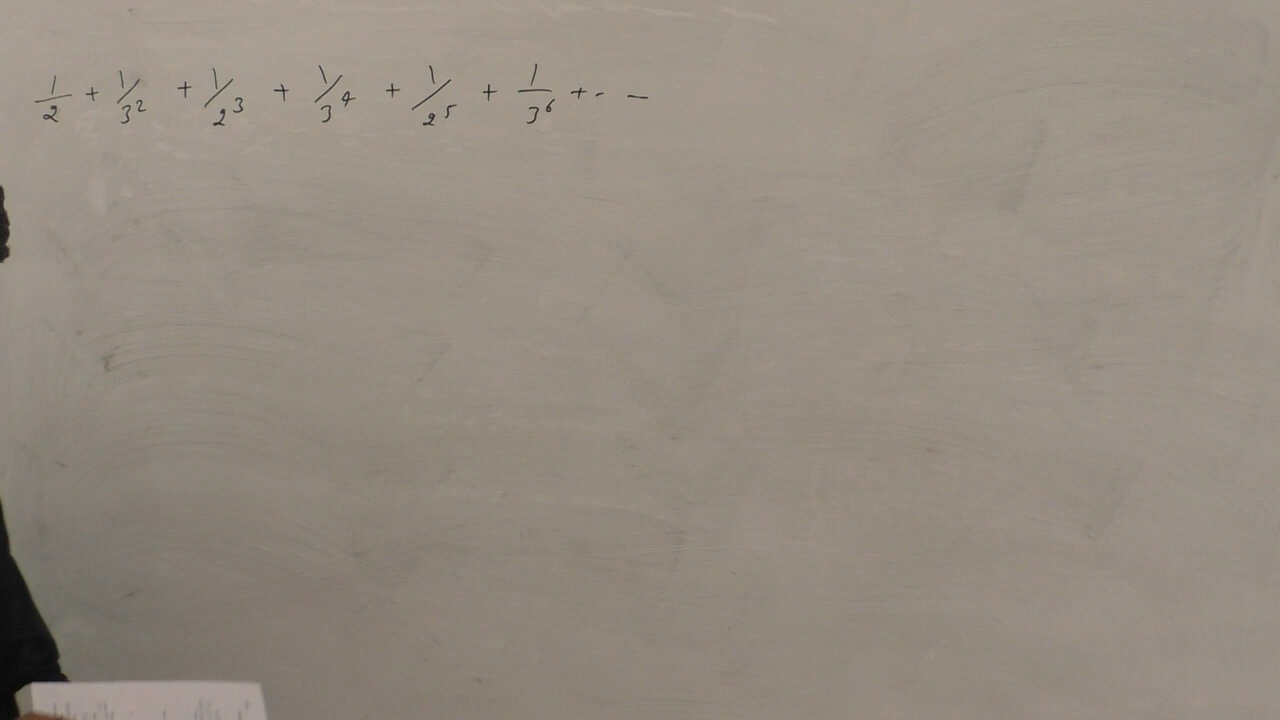 1/2 + 1/3^2 + 1/2^3 + 1/3^4 + 1/2^5 + 1/3^6 + - -